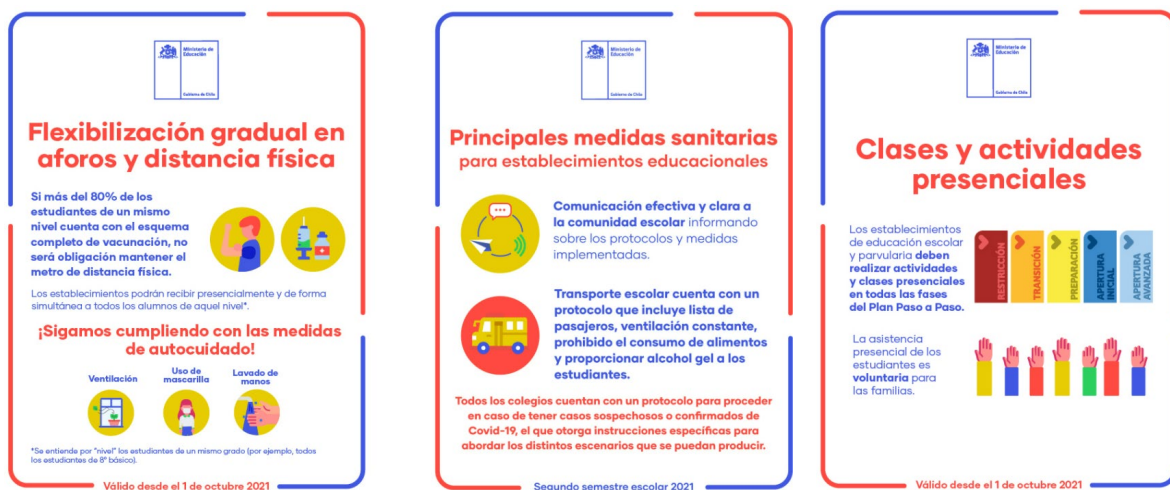 Ministerio de
Educación
Gobierno de Chile
Flexibilización gradual en
aforos y distancia física
Si más del 80% de los
estudiantes de un mismo
nivel cuenta con el esquema
completo de vacunación, no
será obligación mantener el
metro de distancia física.
Los establecimientos podrán recibir presencialmente y de forma
simultánea a todos los alumnos de aquel nivel*.
¡Sigamos cumpliendo con las medidas
de autocuidado!
Ventilación
Uso de
mascarilla
Lavado de
manos
*Se entiende por "nivel" los estudiantes de un mismo grado (por ejemplo, todos
los estudiantes de 8° básico).
Válido desde el 1 de octubre 2021
Ministerio de
Educación
Gobierno de Chile
Principales medidas sanitarias
para establecimientos educacionales
Comunicación efectiva y clara a
la comunidad escolar informando
sobre los protocolos y medidas
implementadas.
Transporte escolar cuenta con un
protocolo que incluye lista de
pasajeros, ventilación constante,
prohibido el consumo de alimentos
y proporcionar alcohol gel a los
estudiantes.
Todos los colegios cuentan con un protocolo para proceder
en caso de tener casos sospechosos o confirmados de
Covid-19, el que otorga instrucciones específicas para
abordar los distintos escenarios que se puedan producir.
Segundo semestre escolar 2021
Ministerio de
Educación
Gobierno de Chile
Clases y actividades
presenciales
Los establecimientos
de educación escolar
y parvularia deben
realizar actividades
y clases presenciales
en todas las fases
del Plan Paso a Paso.
RESTRICCIÓN
TRANSICIÓN
PREPARACIÓN
APERTURA
INICIAL
APERTURA
AVANZADA
La asistencia
presencial de los
estudiantes es
voluntaria para
las familias.
Válido desde el 1 de octubre 2021